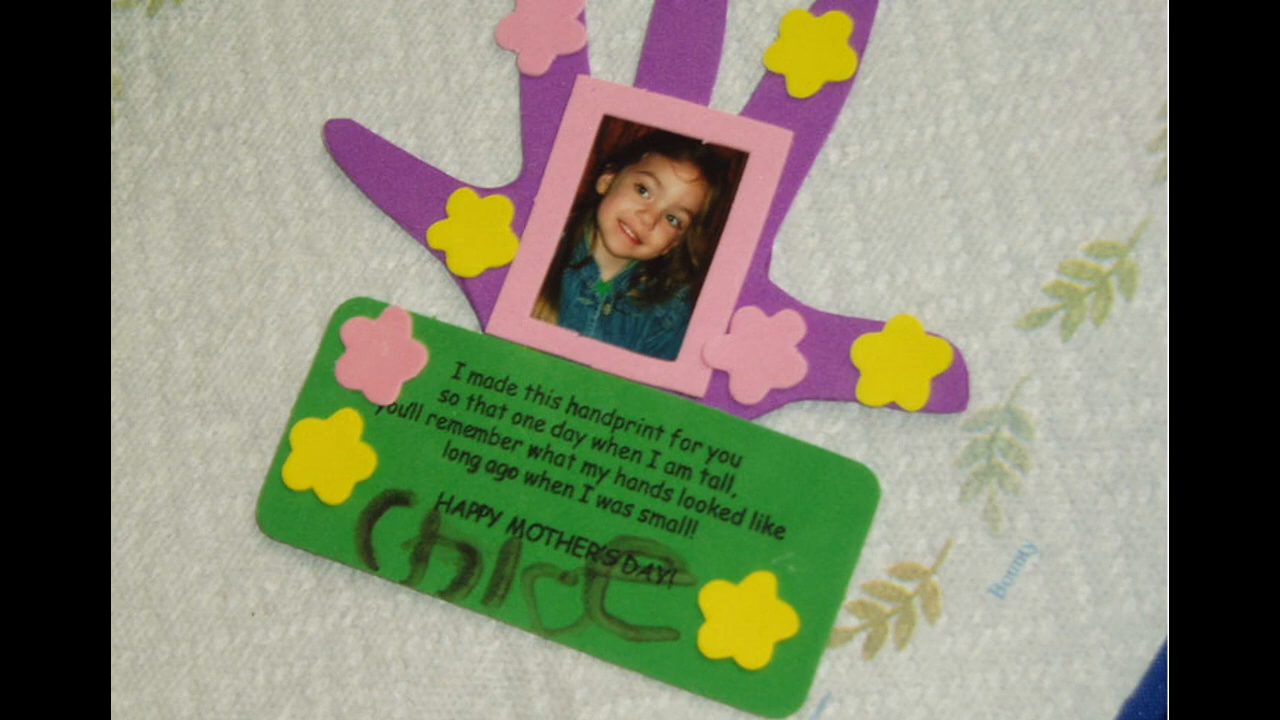 I made this handprint for you
so that one day when I am tall,
you'll remember what my hands looked like
long ago when I was small!
HAPPY MOTHER'S DAY!
Chloe
Bounty